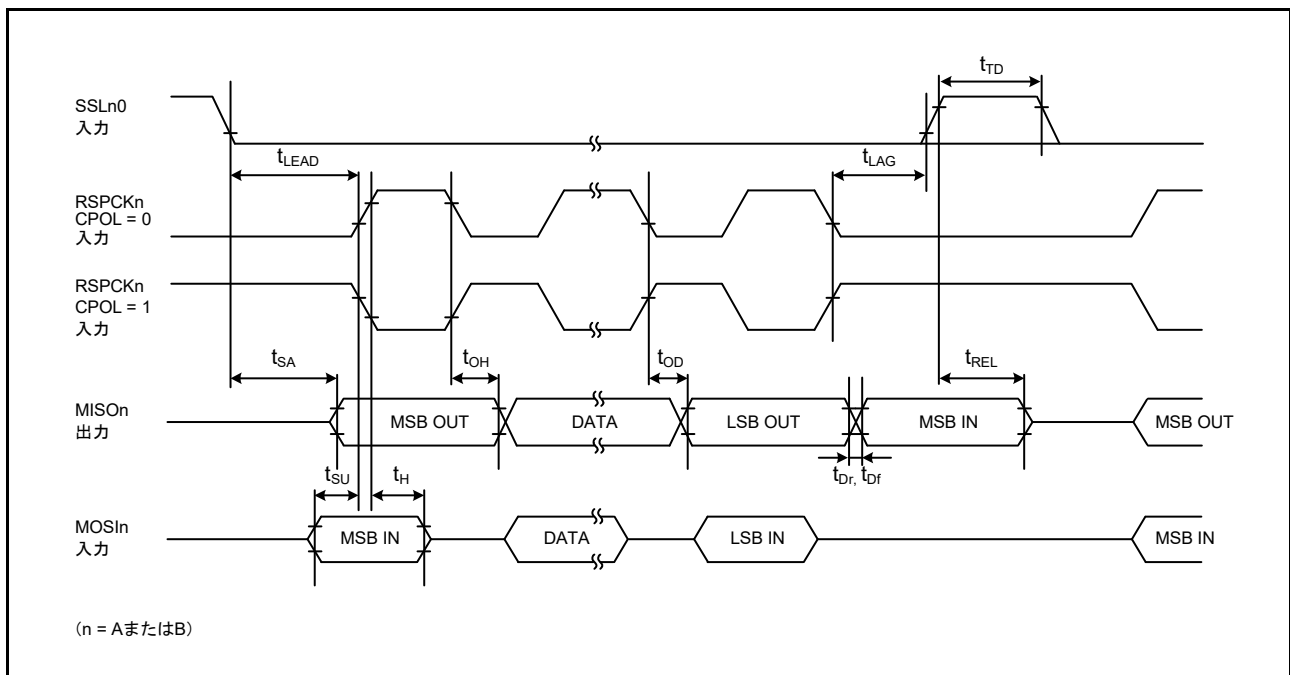 SSLn0
入力
tTD
tLEAD
tLAG
RSPCKn
CPOL = 0
入力
RSPCKn
CPOL = 1
入力
tSA
tOH
tOD
tREL
MISOn
出力
MSB OUT
DATA
LSB OUT
MSB IN
MSB OUT
tSU
tH
tDr, tDf
MOSIn
入力
MSB IN
DATA
LSB IN
MSB IN
(n = AまたはB)